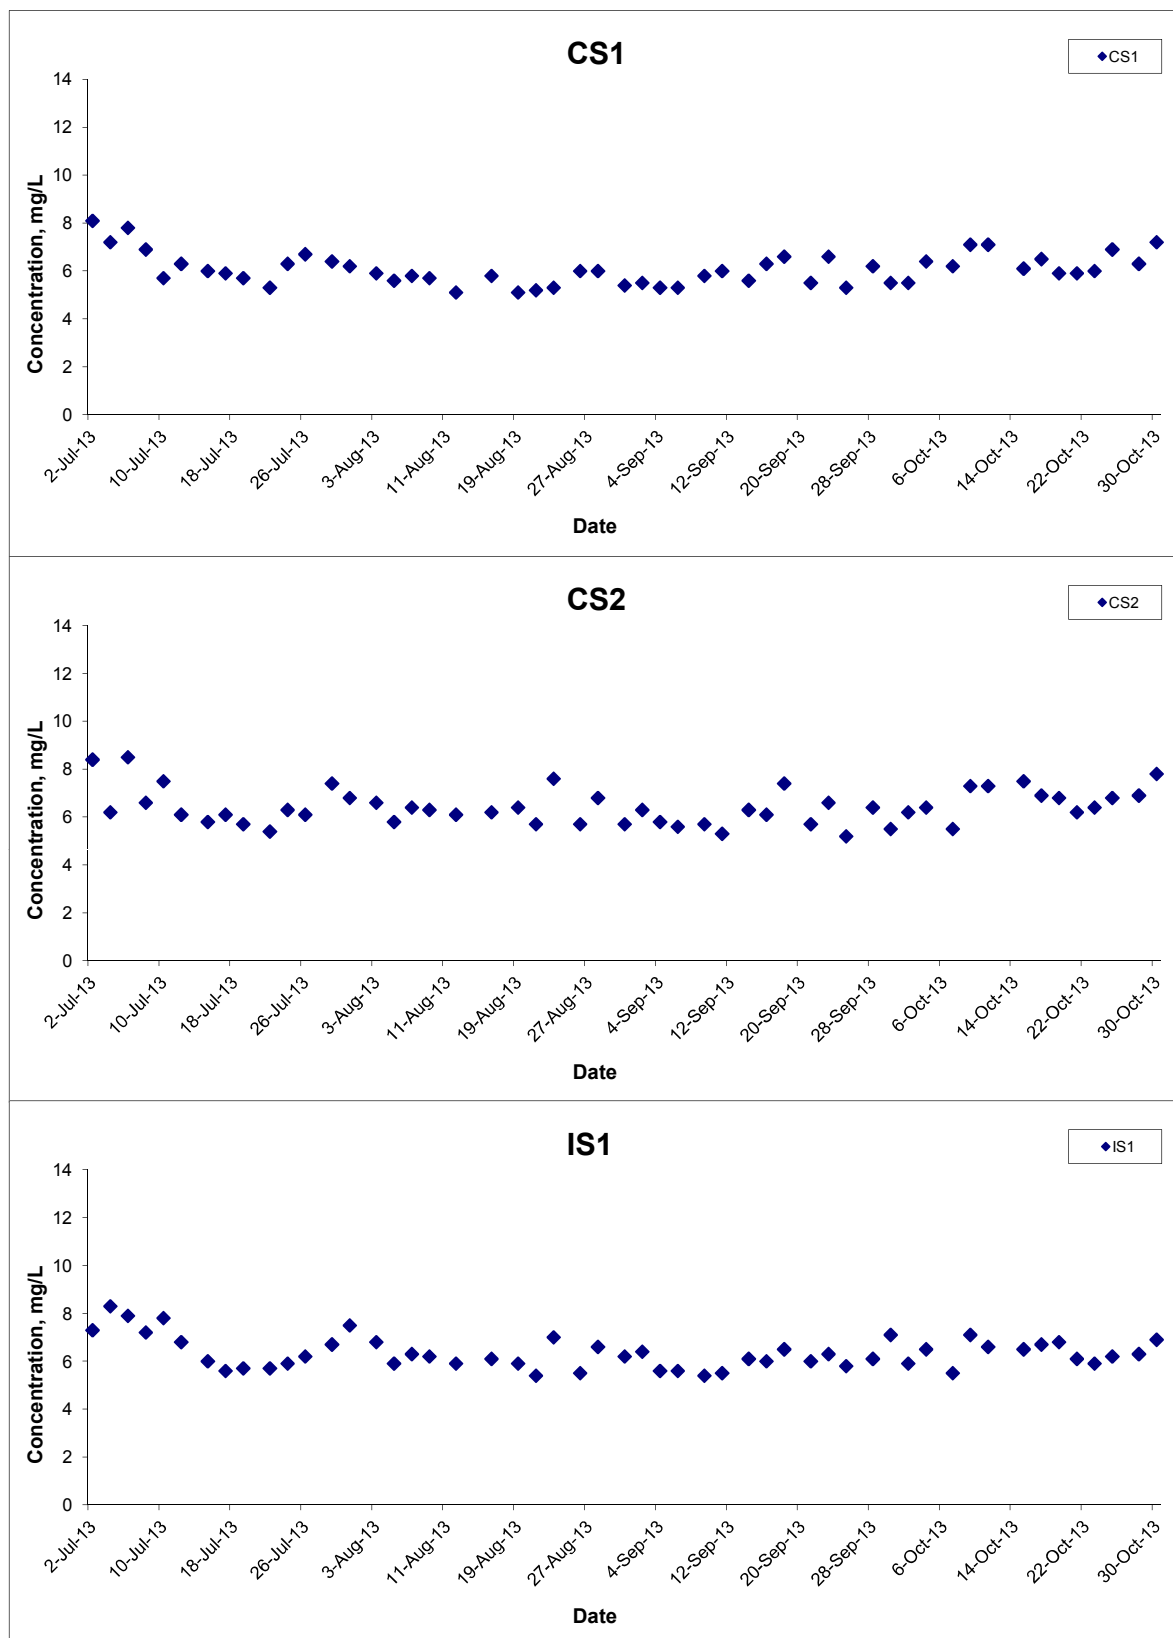 CS1
CS1
14
12
10
8
6
4
2
0
Concentration, mg/L
2-Jul-13
10-Jul-13
18-Jul-13
26-Jul-13
3-Aug-13
11-Aug-13
19-Aug-13
27-Aug-13
4-Sep-13
12-Sep-13
20-Sep-13
28-Sep-13
6-Oct-13
14-Oct-13
22-Oct-13
30-Oct-13
Date
CS2
CS2
14
12
10
8
6
4
2
0
Concentration, mg/L
2-Jul-13
10-Jul-13
18-Jul-13
26-Jul-13
3-Aug-13
11-Aug-13
19-Aug-13
27-Aug-13
4-Sep-13
12-Sep-13
20-Sep-13
28-Sep-13
6-Oct-13
14-Oct-13
22-Oct-13
30-Oct-13
Date
IS1
IS1
14
12
10
8
6
4
2
0
Concentration, mg/L
2-Jul-13
10-Jul-13
18-Jul-13
26-Jul-13
3-Aug-13
11-Aug-13
19-Aug-13
27-Aug-13
4-Sep-13
12-Sep-13
20-Sep-13
28-Sep-13
6-Oct-13
14-Oct-13
22-Oct-13
30-Oct-13
Date